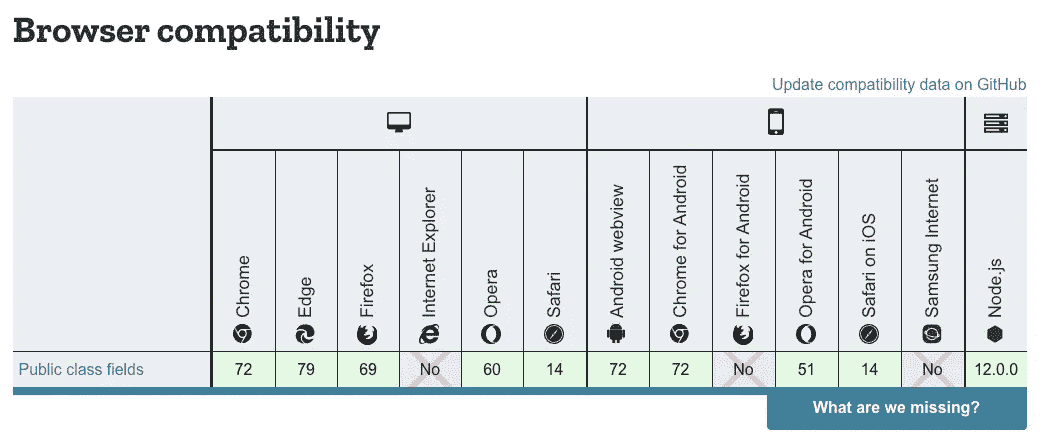 Browser compatibility
Update compatibility data on GitHub
Chrome
Edge
Firefox
Internet Explorer
Opera
Safari
Android webview
Chrome for Android
Firefox for Android
Opera for Android
Safari on iOS
Samsung Internet
Node.js
Public class fields 72 79 69 No 60 14 72 72 No 51 14 No 12.0.0
What are we missing?